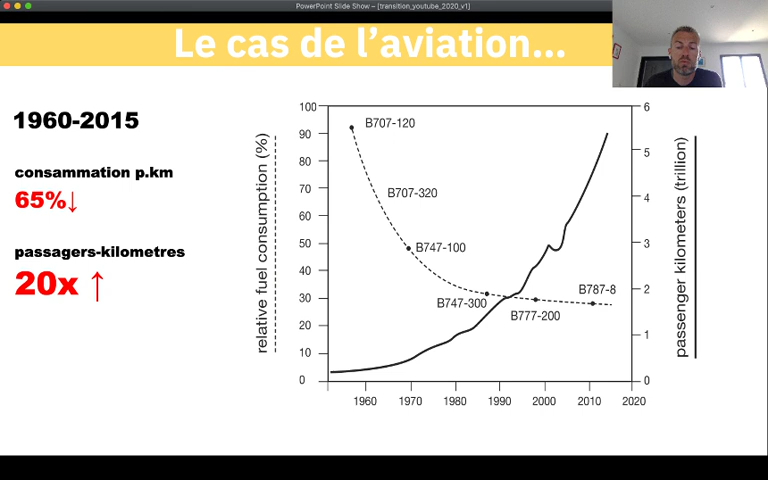 PowerPoint Slide Show – [transition_youtube_2020_v1]
Le cas de l'aviation...
1960-2015
consammation p.km
65%↓
passagers-kilometres
20x ↑
relative fuel consumption (%)
100
90
80
70
60
50
40
30
20
10
0
B707-120
B707-320
B747-100
B747-300
B777-200
B787-8
6
5
4
3
2
1
0
passenger kilometers (trillion)
1960
1970
1980
1990
2000
2010
2020